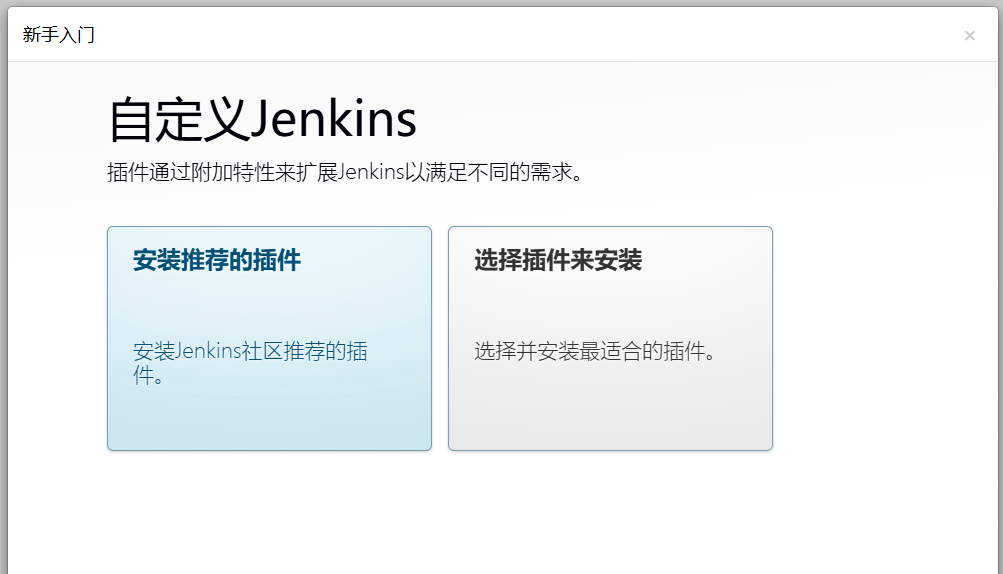 新手入门
×
自定义Jenkins
插件通过附加特性来扩展Jenkins以满足不同的需求。
安装推荐的插件
安装Jenkins社区推荐的插
件。
选择插件来安装
选择并安装最适合的插件。